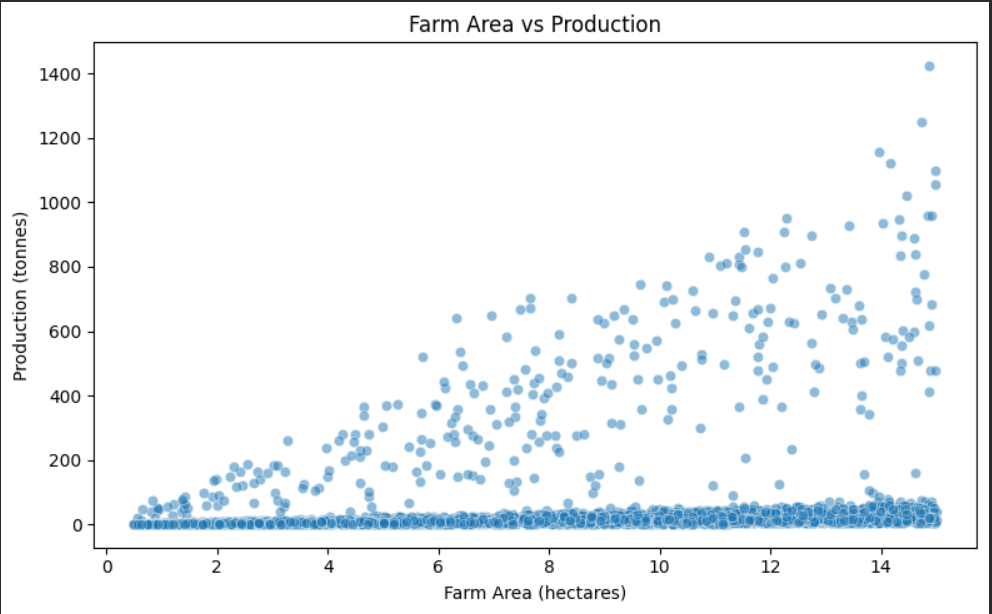 Farm Area vs Production
Production (tonnes)
1400
1200
1000
800
600
400
200
0
0 2 4 6 8 10 12 14
Farm Area (hectares)